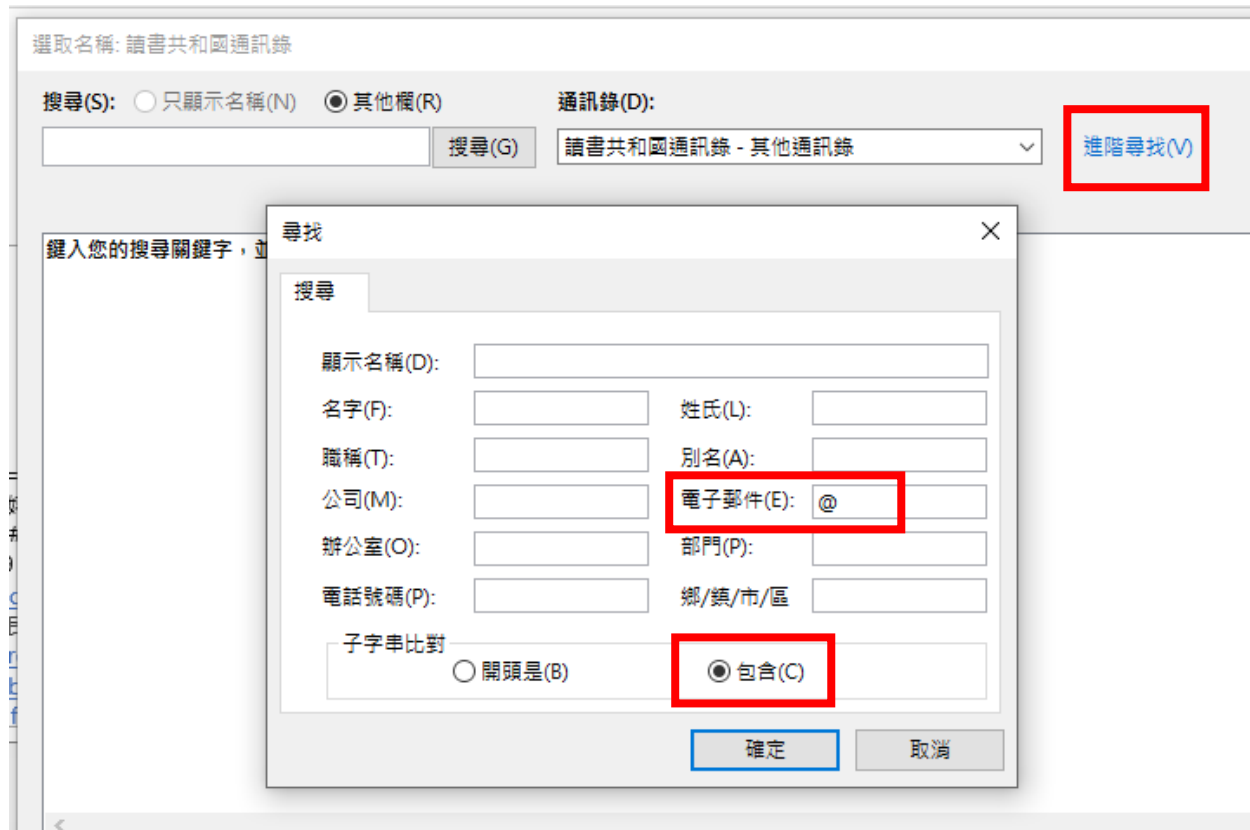 選取名稱: 讀書共和國通訊錄
搜尋(S): 只顯示名稱(N) 其他欄(R) 通訊錄(D):
搜尋(G) 讀書共和國通訊錄 - 其他通訊錄 進階尋找(V)
鍵入您的搜尋關鍵字，並
尋找
搜尋
顯示名稱(D):
名字(F): 姓氏(L):
職稱(T): 別名(A):
公司(M): 電子郵件(E): @
辦公室(O): 部門(P):
電話號碼(P): 鄉/鎮/市/區
子字串比對
開頭是(B) 包含(C)
確定 取消